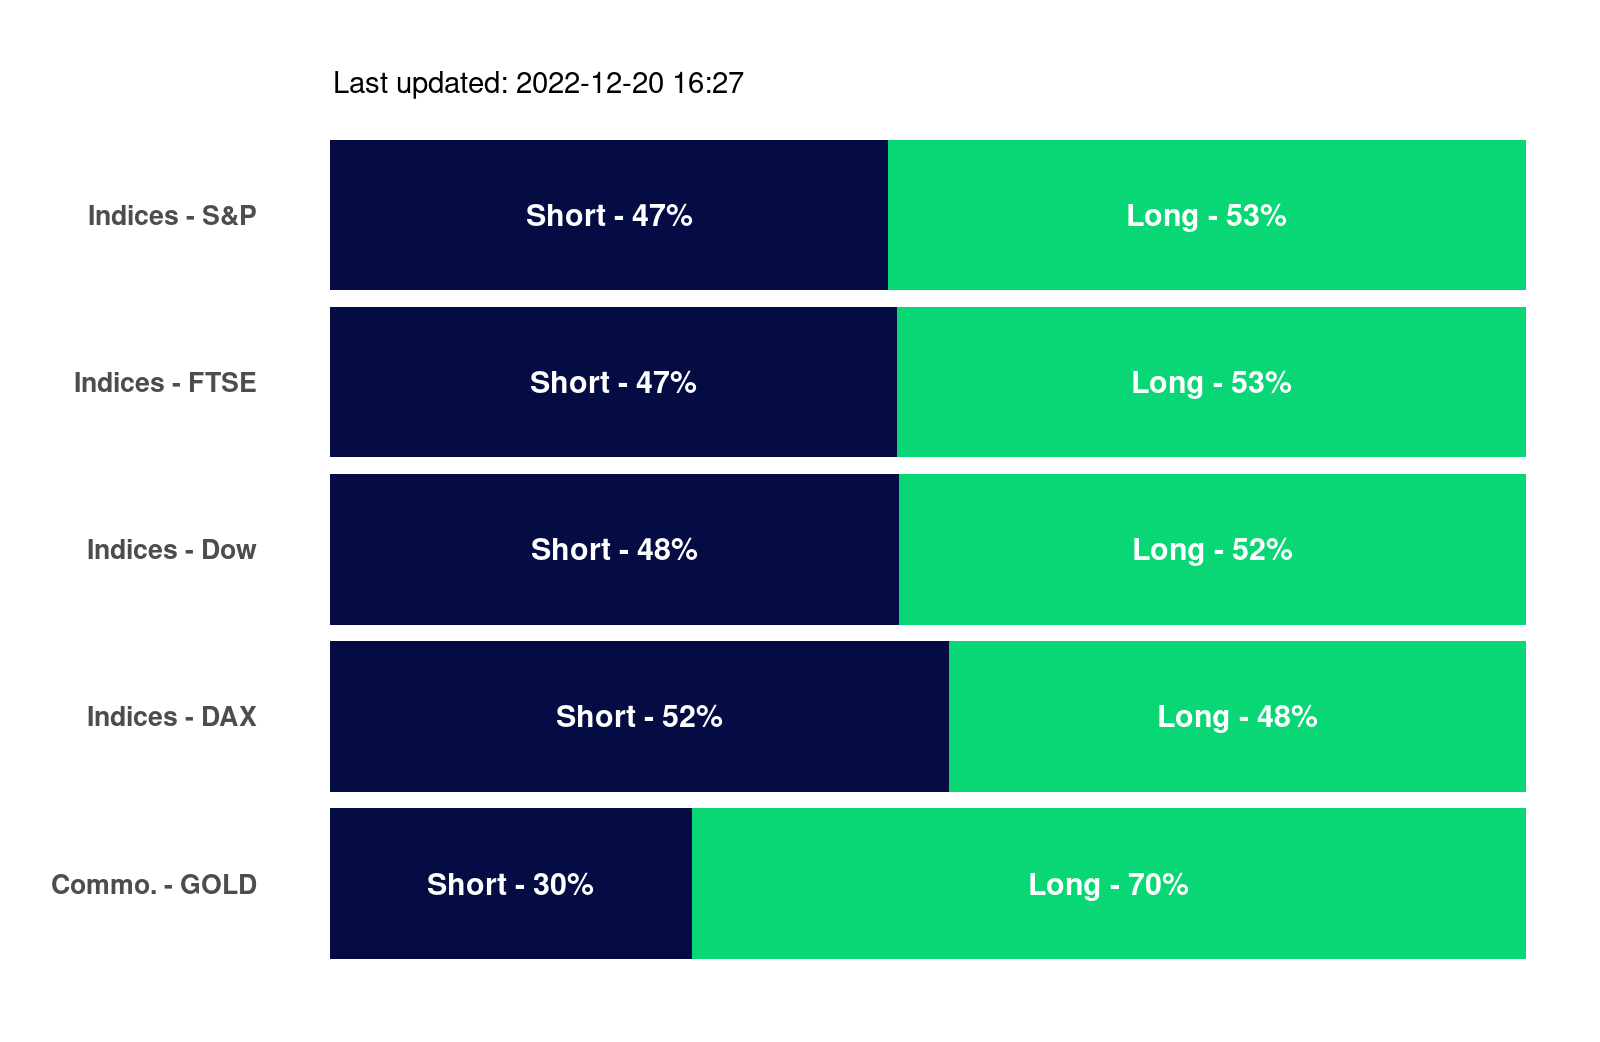 Last updated: 2022-12-20 16:27
Indices - S&P Short - 47% Long - 53%
Indices - FTSE Short - 47% Long - 53%
Indices - Dow Short - 48% Long - 52%
Indices - DAX Short - 52% Long - 48%
Commo. - GOLD Short - 30% Long - 70%